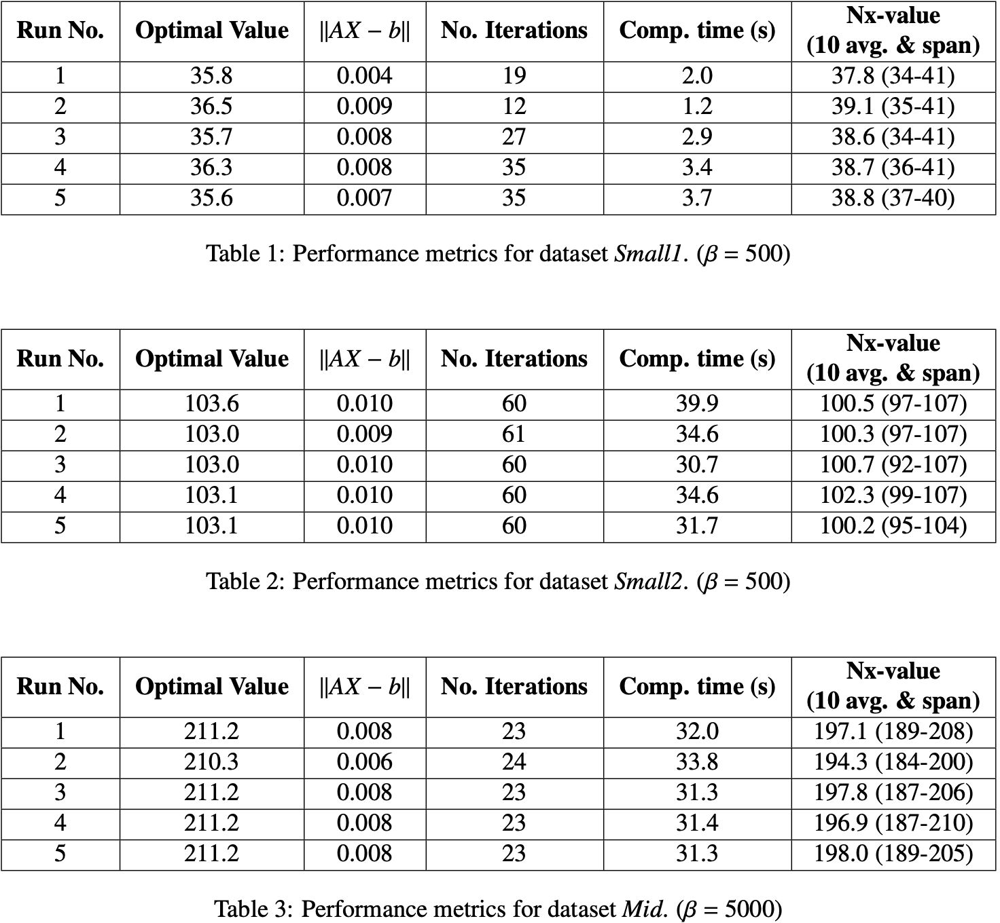 Run No. Optimal Value ||AX − b|| No. Iterations Comp. time (s) Nx-value (10 avg. & span)
1 35.8 0.004 19 2.0 37.8 (34-41)
2 36.5 0.009 12 1.2 39.1 (35-41)
3 35.7 0.008 27 2.9 38.6 (34-41)
4 36.3 0.008 35 3.4 38.7 (36-41)
5 35.6 0.007 35 3.7 38.8 (37-40)
Table 1: Performance metrics for dataset Small1. (β = 500)
Run No. Optimal Value ||AX − b|| No. Iterations Comp. time (s) Nx-value (10 avg. & span)
1 103.6 0.010 60 39.9 100.5 (97-107)
2 103.0 0.009 61 34.6 100.3 (97-107)
3 103.0 0.010 60 30.7 100.7 (92-107)
4 103.1 0.010 60 34.6 102.3 (99-107)
5 103.1 0.010 60 31.7 100.2 (95-104)
Table 2: Performance metrics for dataset Small2. (β = 500)
Run No. Optimal Value ||AX − b|| No. Iterations Comp. time (s) Nx-value (10 avg. & span)
1 211.2 0.008 23 32.0 197.1 (189-208)
2 210.3 0.006 24 33.8 194.3 (184-200)
3 211.2 0.008 23 31.3 197.8 (187-206)
4 211.2 0.008 23 31.4 196.9 (187-210)
5 211.2 0.008 23 31.3 198.0 (189-205)
Table 3: Performance metrics for dataset Mid. (β = 5000)